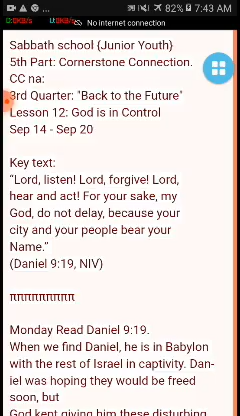 0KB/s 0KB/s 82% 7:43 AM
No internet connection
Sabbath school {Junior Youth}
5th Part: Cornerstone Connection.
CC na:
3rd Quarter: "Back to the Future"
Lesson 12: God is in Control
Sep 14 - Sep 20
Key text:
“Lord, listen! Lord, forgive! Lord,
hear and act! For your sake, my
God, do not delay, because your
city and your people bear your
Name.”
(Daniel 9:19, NIV)
πππππππππππ
Monday Read Daniel 9:19.
When we find Daniel, he is in Babylon
with the rest of Israel in captivity. Dan-
iel was hoping they would be freed
soon, but
God kept giving him these disturbing